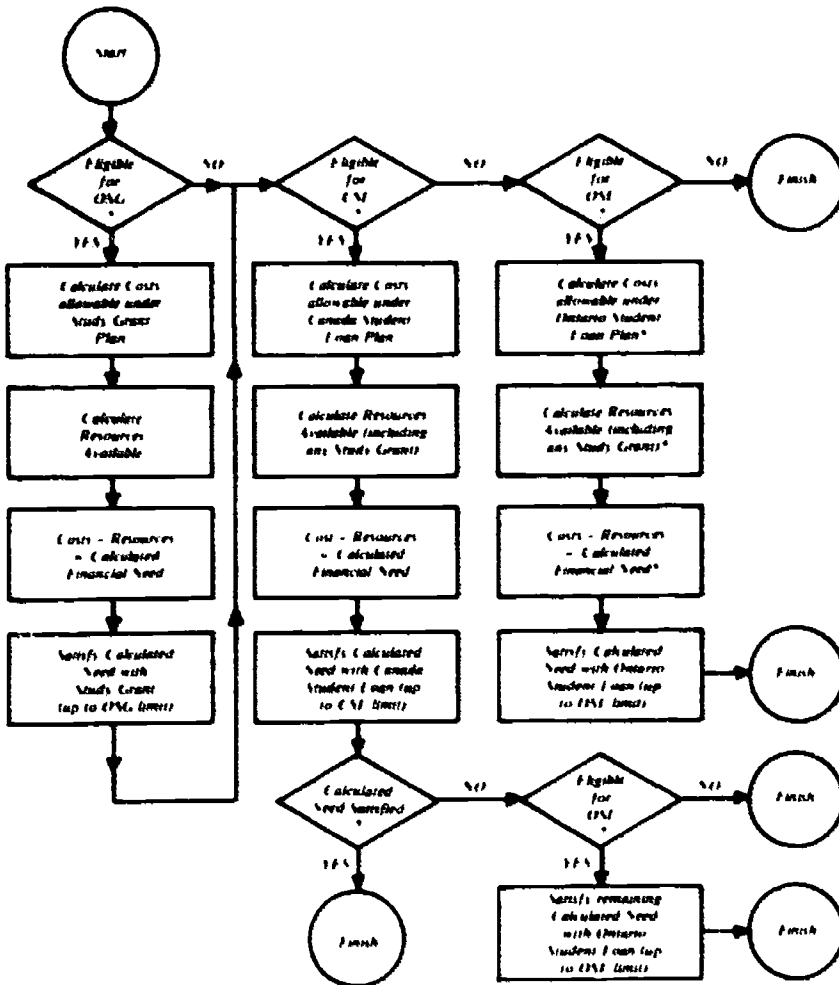 Start
Eligible
for
OSG
?
NO
YES
Calculate Costs
allowable under
Study Grant
Plan
Calculate
Resources
Available
Costs - Resources
= Calculated
Financial Need
Satisfy Calculated
Need with
Study Grant
(up to OSG limit)
Eligible
for
CSL
?
NO
YES
Calculate Costs
allowable under
Canada Student
Loan Plan
Calculate Resources
Available (including
any Study Grant)
Cost - Resources
= Calculated
Financial Need
Satisfy Calculated
Need with Canada
Student Loan (up
to CSL limit)
Calculated
Need Satisfied
?
NO
YES
Finish
Eligible
for
OSL
?
NO
Finish
YES
Calculate Costs
allowable under
Ontario Student
Loan Plan*
Calculate Resources
Available (including
any Study Grant)*
Costs - Resources
= Calculated
Financial Need*
Satisfy Calculated
Need with Ontario
Student Loan (up
to OSL limit)
Finish
Eligible
for
OSL
?
NO
Finish
YES
Satisfy remaining
Calculated Need
with Ontario
Student Loan (up
to OSL limit)
Finish